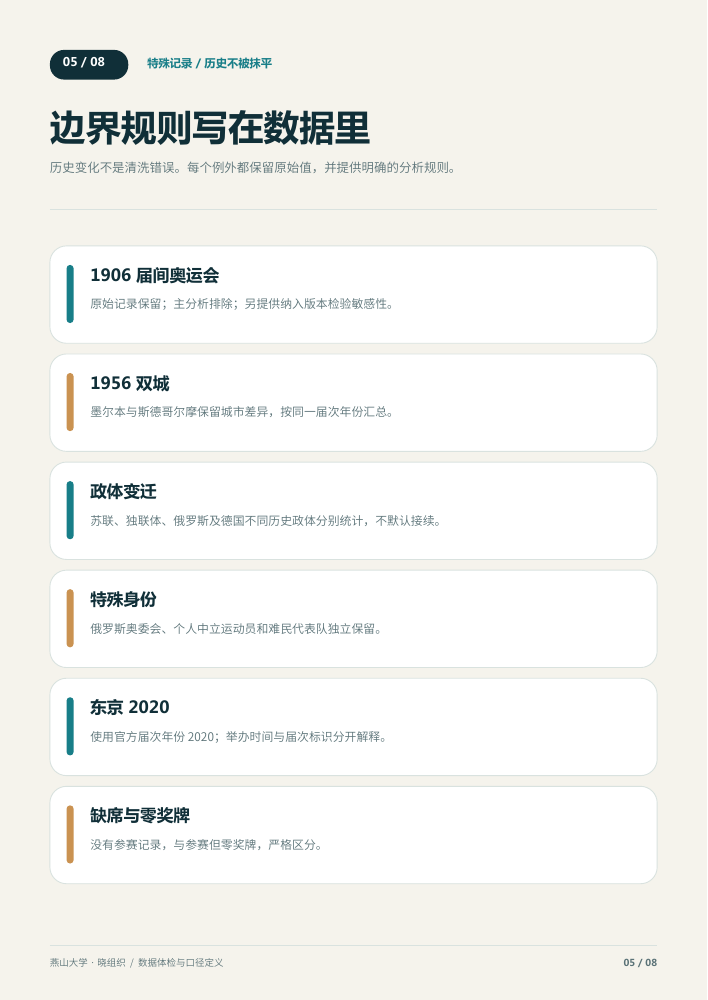 05 / 08
特殊记录 / 历史不被抹平
边界规则写在数据里
历史变化不是清洗错误。每个例外都保留原始值，并提供明确的分析规则。
1906 届间奥运会
原始记录保留；主分析排除；另提供纳入版本检验敏感性。
1956 双城
墨尔本与斯德哥尔摩保留城市差异，按同一届次年份汇总。
政体变迁
苏联、独联体、俄罗斯及德国不同历史政体分别统计，不默认接续。
特殊身份
俄罗斯奥委会、个人中立运动员和难民代表队独立保留。
东京 2020
使用官方届次年份 2020；举办时间与届次标识分开解释。
缺席与零奖牌
没有参赛记录，与参赛但零奖牌，严格区分。
燕山大学 · 晓组织 / 数据体检与口径定义
05 / 08